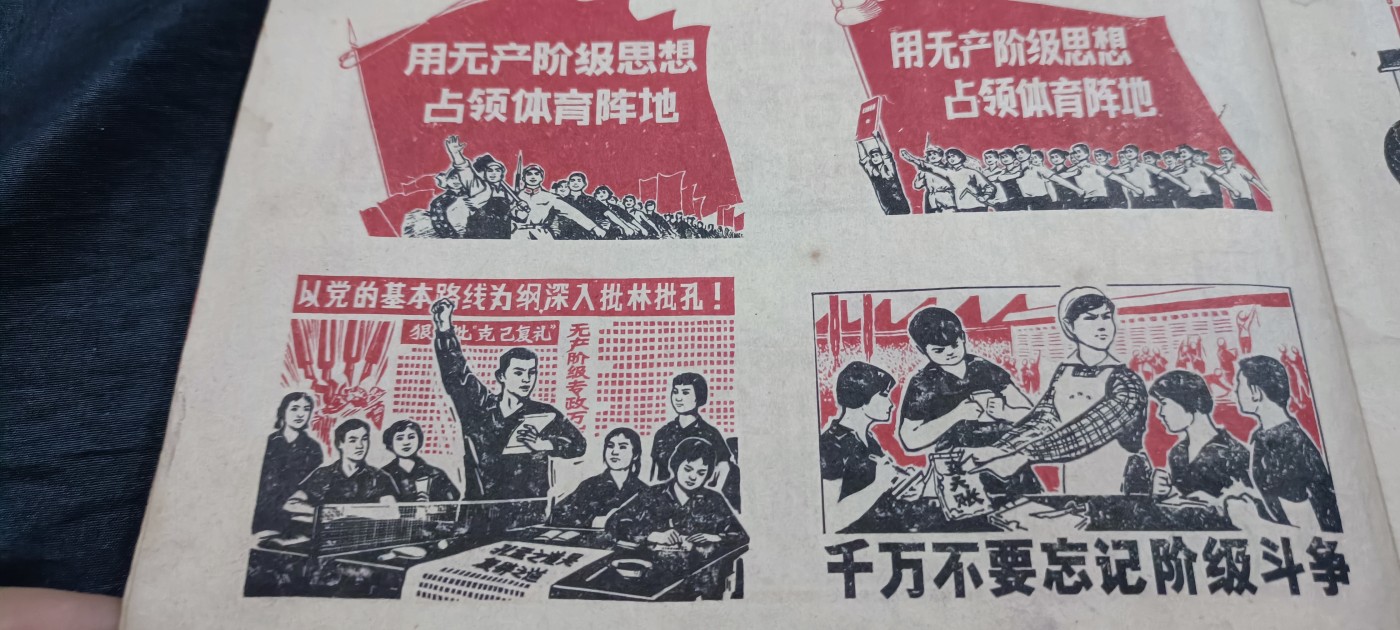 用无产阶级思想
占领体育阵地
用无产阶级思想
占领体育阵地
以党的基本路线为纲深入批林批孔！
狠 批“克己复礼”
无产阶级专政万
变天账
千万不要忘记阶级斗争